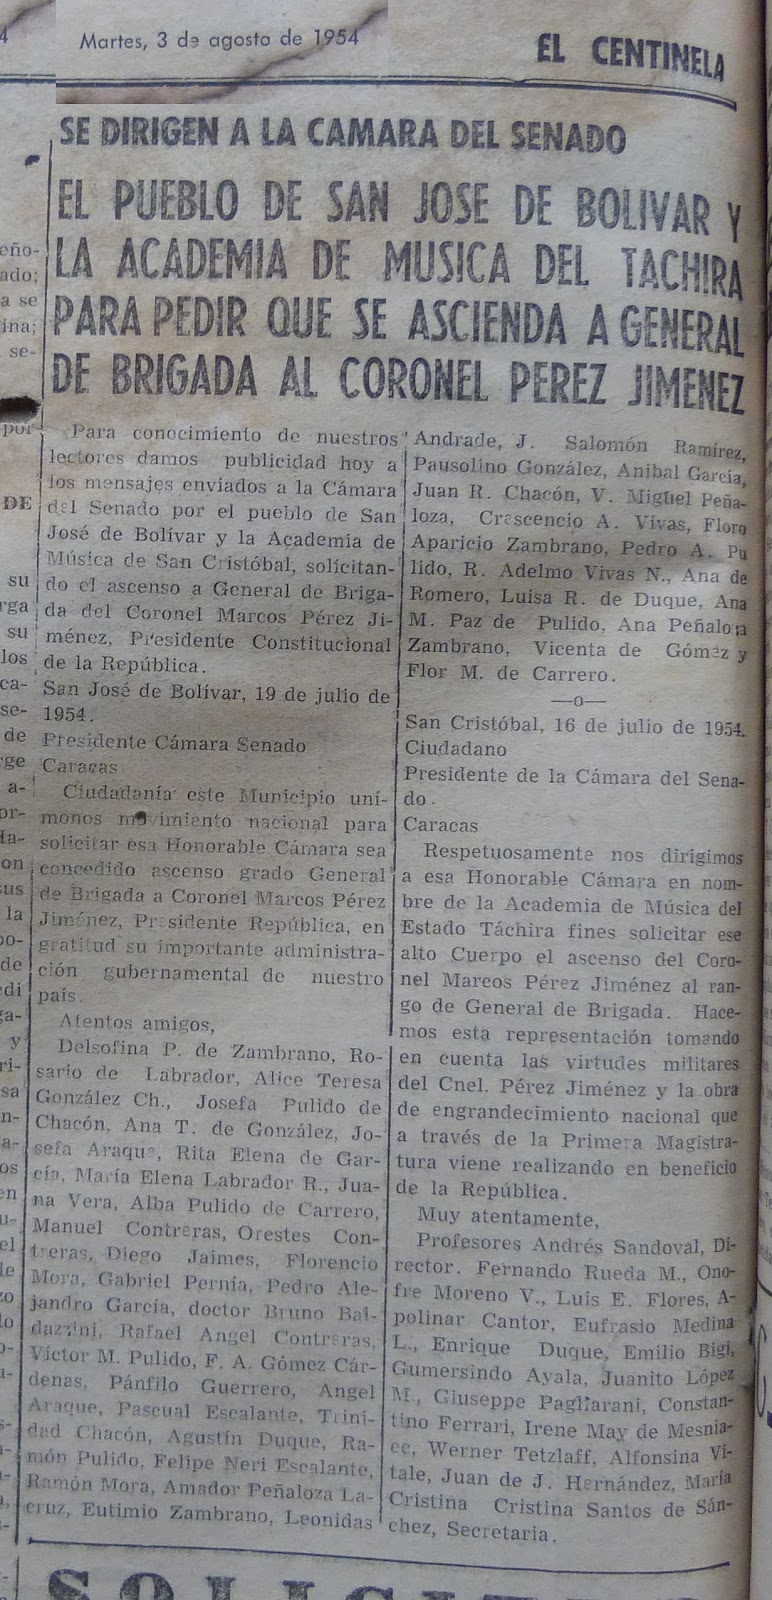 4
Martes, 3 de agosto de 1954
EL CENTINELA
SE DIRIGEN A LA CAMARA DEL SENADO
EL PUEBLO DE SAN JOSE DE BOLIVAR Y
LA ACADEMIA DE MUSICA DEL TACHIRA
PARA PEDIR QUE SE ASCIENDA A GENERAL
DE BRIGADA AL CORONEL PEREZ JIMENEZ
Para conocimiento de nuestros
lectores damos publicidad hoy a
los mensajes enviados a la Cámara
del Senado por el pueblo de San
José de Bolívar y la Academia de
Música de San Cristóbal, solicitan-
do el ascenso a General de Briga-
da del Coronel Marcos Pérez Ji-
ménez, Presidente Constitucional
de la República.
San José de Bolívar, 19 de julio de
1954.
Presidente Cámara Senado
Caracas
Ciudadanía este Municipio uní-
monos movimiento nacional para
solicitar esa Honorable Cámara sea
concedido ascenso grado General
de Brigada a Coronel Marcos Pérez
Jiménez, Presidente República, en
gratitud su importante administra-
ción gubernamental de nuestro
país.
Atentos amigos,
Delsofina P. de Zambrano, Ro-
sario de Labrador, Alice Teresa
González Ch., Josefa Pulido de
Chacón, Ana T. de González, Jo-
sefa Araque, Rita Elena de Gar-
cía, María Elena Labrador R., Jua-
na Vera, Alba Pulido de Carrero,
Manuel Contreras, Orestes Con-
treras, Diego Jaimes, Florencio
Mora, Gabriel Pernía, Pedro Ale-
jandro García, doctor Bruno Bal-
dazzini, Rafael Angel Contreras,
Víctor M. Pulido, F. A. Gómez Cár-
denas, Pánfilo Guerrero, Angel
Araque, Pascual Escalante, Trini-
dad Chacón, Agustín Duque, Ra-
món Pulido, Felipe Neri Escalante,
Ramón Mora, Amador Peñaloza La-
cruz, Eutimio Zambrano, Leonidas
Andrade, J. Salomón Ramírez,
Pausolino González, Anibal García,
Juan R. Chacón, V. Miguel Peña-
loza, Crescencio A. Vivas, Floro
Aparicio Zambrano, Pedro A. Pu
lido, R. Adelmo Vivas N., Ana de
Romero, Luisa R. de Duque, Ana
M. Paz de Pulido, Ana Peñaloza
Zambrano, Vicenta de Gómez y
Flor M. de Carrero.
—o—
San Cristóbal, 16 de julio de 1954.
Ciudadano
Presidente de la Cámara del Sena-
do.
Caracas
Respetuosamente nos dirigimos
a esa Honorable Cámara en nom-
bre de la Academia de Música del
Estado Táchira fines solicitar ese
alto Cuerpo el ascenso del Coro-
nel Marcos Pérez Jiménez al ran-
go de General de Brigada. Hace-
mos esta representación tomando
en cuenta las virtudes militares
del Cnel. Pérez Jiménez y la obra
de engrandecimiento nacional que
a través de la Primera Magistra-
tura viene realizando en beneficio
de la República.
Muy atentamente,
Profesores Andrés Sandoval, Di-
rector. Fernando Rueda M., Ono-
fre Moreno V., Luis E. Flores, A-
polinar Cantor, Eufrasio Medina
L., Enrique Duque, Emilio Bigi,
Gumersindo Ayala, Juanito López
M., Giuseppe Pagliarani, Constan-
tino Ferrari, Irene May de Mesnia-
ce, Werner Tetzlaff, Alfonsina Vi-
tale, Juan de J. Hernández, María
Cristina Cristina Santos de Sán-
chez, Secretaria.